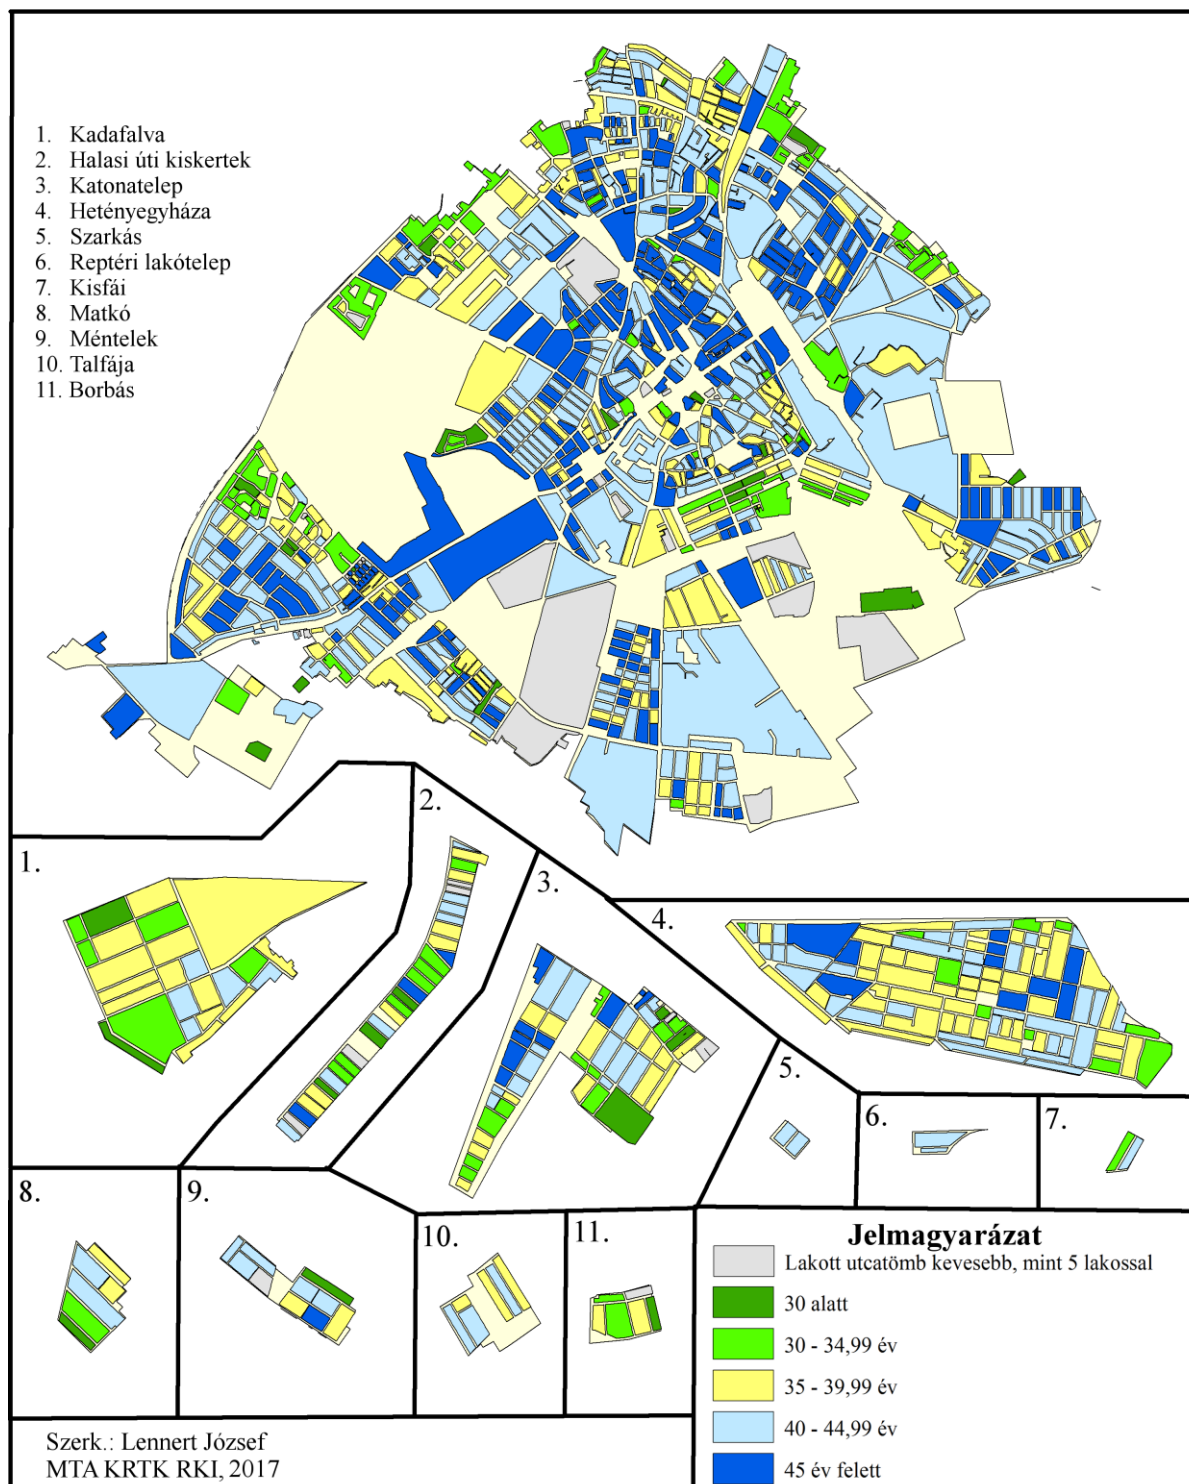 1. Kadafalva
2. Halasi úti kiskertek
3. Katonatelep
4. Hetényegyháza
5. Szarkás
6. Reptéri lakótelep
7. Kisfái
8. Matkó
9. Méntelek
10. Talfája
11. Borbás
1.
2.
3.
4.
5.
6.
7.
8.
9.
10.
11.
Jelmagyarázat
Lakott utcatömb kevesebb, mint 5 lakossal
30 alatt
30 - 34,99 év
35 - 39,99 év
40 - 44,99 év
45 év felett
Szerk.: Lennert József
MTA KRTK RKI, 2017